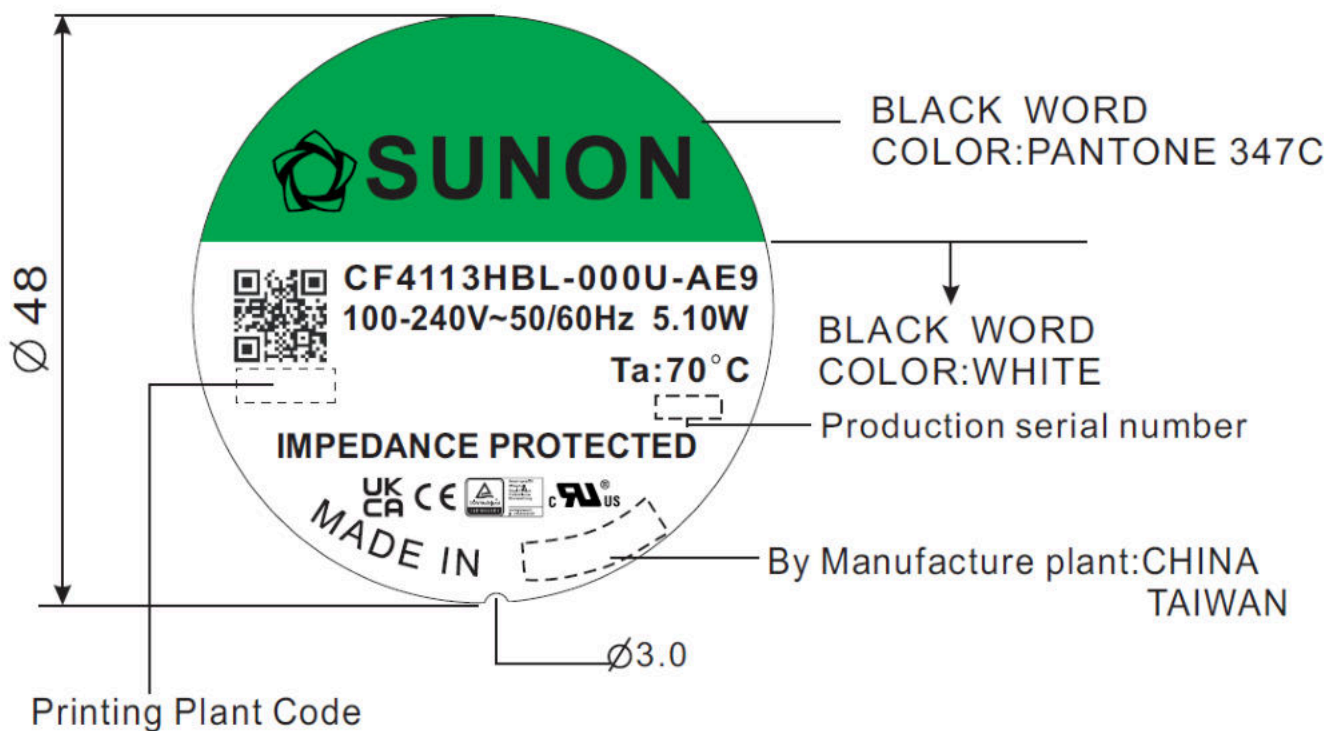 BLACK WORD
COLOR:PANTONE 347C
SUNON
Ø 48
CF4113HBL-000U-AE9
100-240V~50/60Hz 5.10W
Ta:70°C
BLACK WORD
COLOR:WHITE
Production serial number
IMPEDANCE PROTECTED
UK
CA CE c RU ® US
MADE IN
By Manufacture plant:CHINA
TAIWAN
Ø3.0
Printing Plant Code